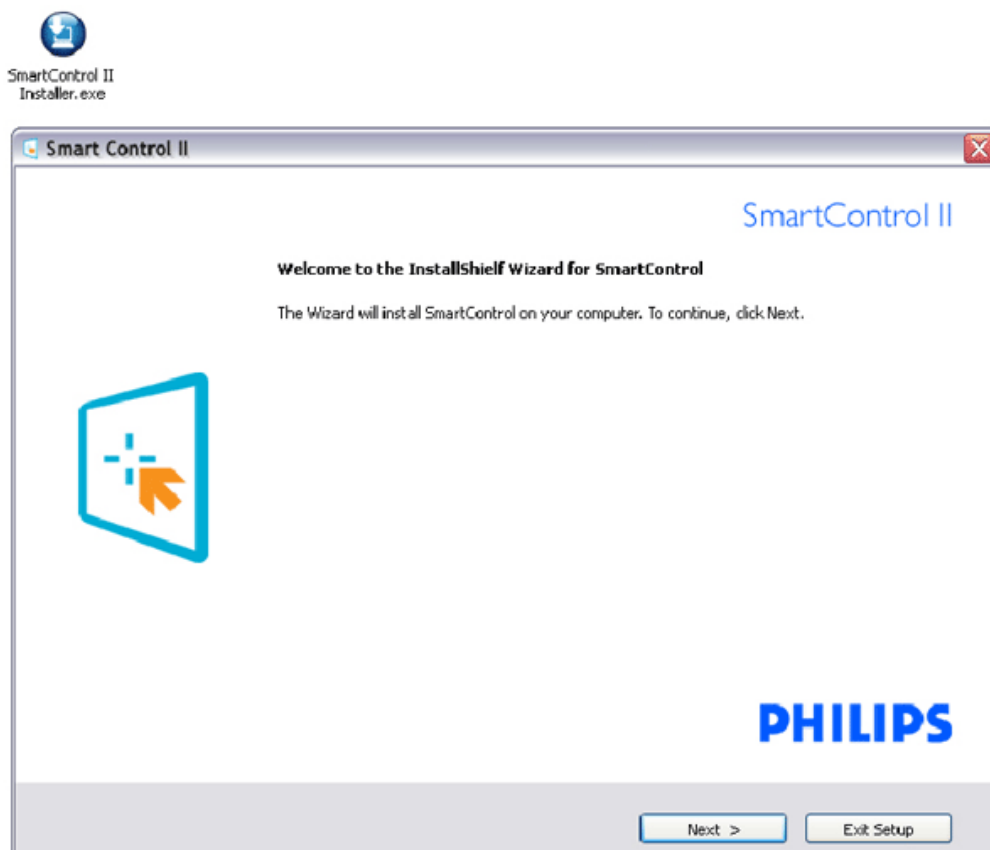 SmartControl II
Installer.exe
Smart Control II
SmartControl II
Welcome to the InstallShielf Wizard for SmartControl
The Wizard will install SmartControl on your computer. To continue, click Next.
PHILIPS
Next >
Exit Setup